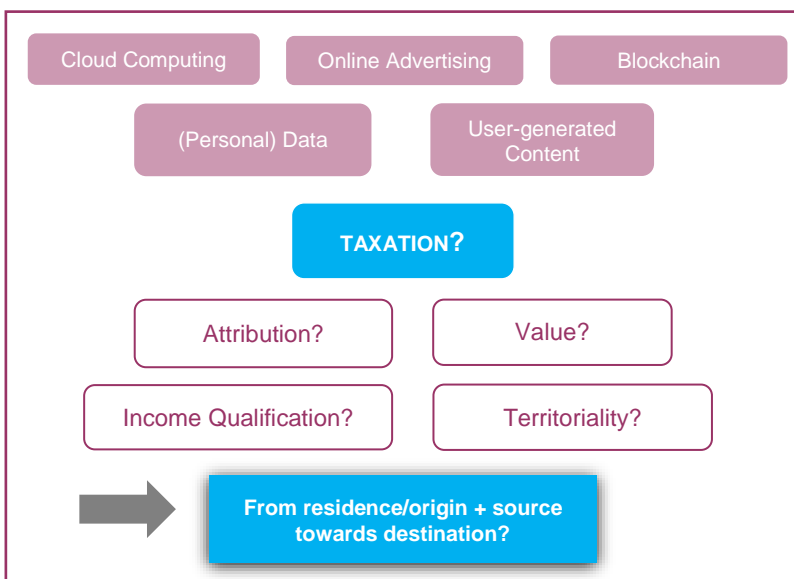 Cloud Computing
Online Advertising
Blockchain
(Personal) Data
User-generated
Content
TAXATION?
Attribution?
Value?
Income Qualification?
Territoriality?
From residence/origin + source
towards destination?